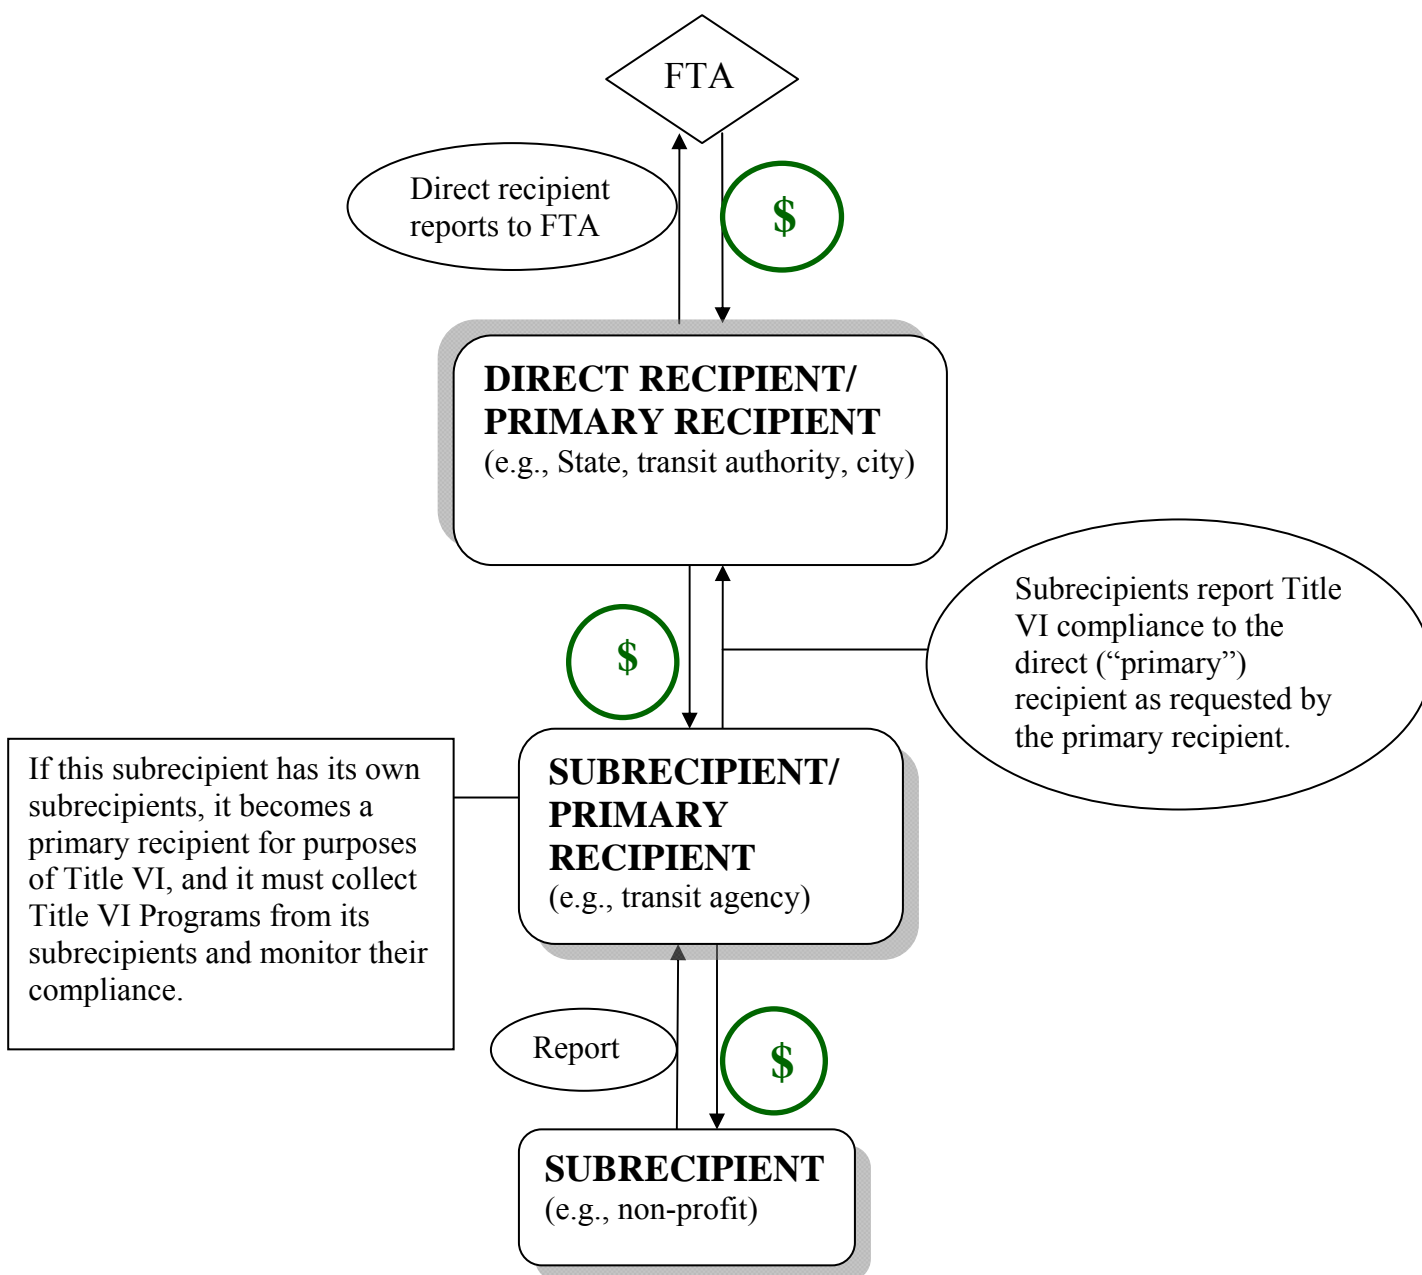 FTA
Direct recipient
reports to FTA
$
DIRECT RECIPIENT/
PRIMARY RECIPIENT
(e.g., State, transit authority, city)
Subrecipients report Title
VI compliance to the
direct (“primary”)
recipient as requested by
the primary recipient.
$
If this subrecipient has its own
subrecipients, it becomes a
primary recipient for purposes
of Title VI, and it must collect
Title VI Programs from its
subrecipients and monitor their
compliance.
SUBRECIPIENT/
PRIMARY
RECIPIENT
(e.g., transit agency)
Report
$
SUBRECIPIENT
(e.g., non-profit)